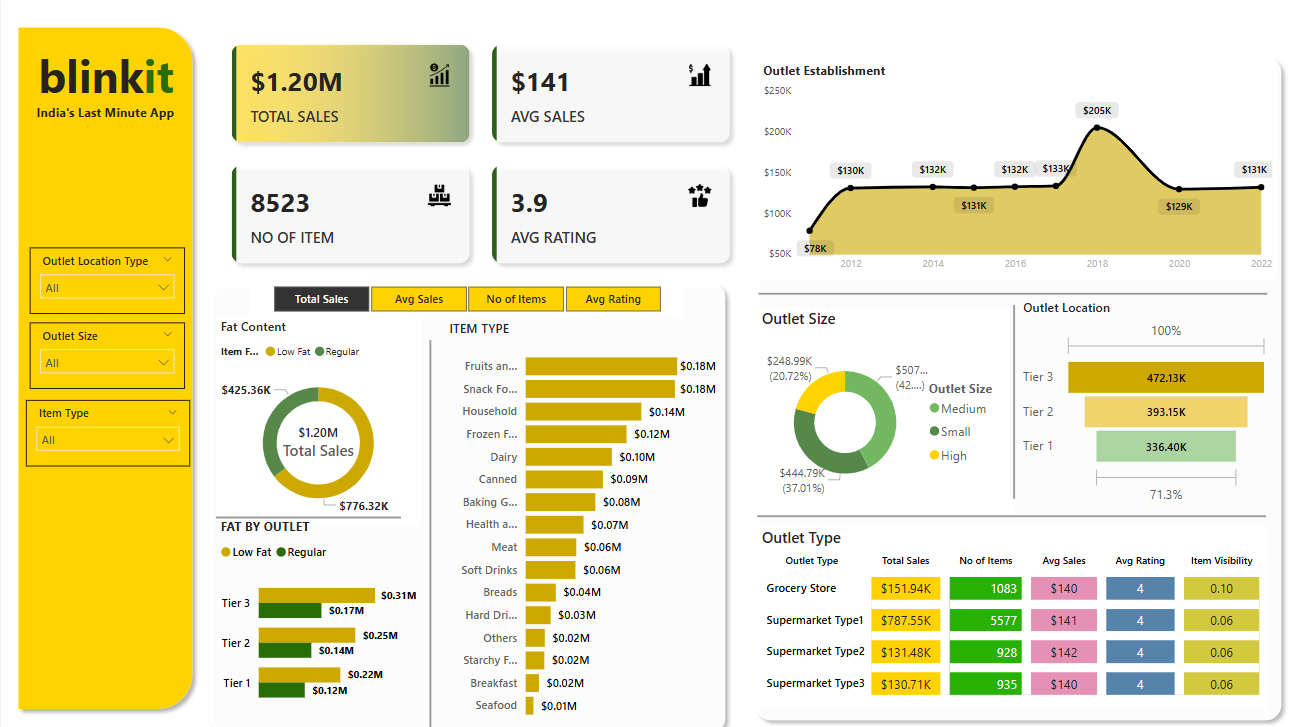 blinkit
India's Last Minute App
Outlet Location Type
All
Outlet Size
All
Item Type
All
$1.20M
TOTAL SALES
$141
AVG SALES
8523
NO OF ITEM
3.9
AVG RATING
Total Sales
Avg Sales
No of Items
Avg Rating
Fat Content
Item F... Low Fat Regular
$425.36K
$1.20M
Total Sales
$776.32K
FAT BY OUTLET
Low Fat Regular
Tier 3 $0.31M
$0.17M
Tier 2 $0.25M
$0.14M
Tier 1 $0.22M
$0.12M
ITEM TYPE
Fruits an... $0.18M
Snack Fo... $0.18M
Household $0.14M
Frozen F... $0.12M
Dairy $0.10M
Canned $0.09M
Baking G... $0.08M
Health a... $0.07M
Meat $0.06M
Soft Drinks $0.06M
Breads $0.04M
Hard Dri... $0.03M
Others $0.02M
Starchy F... $0.02M
Breakfast $0.02M
Seafood $0.01M
Outlet Establishment
$250K
$200K
$150K
$100K
$50K
$78K
$130K
$132K
$131K
$132K
$133K
$205K
$129K
$131K
2012 2014 2016 2018 2020 2022
Outlet Size
$248.99K
(20.72%)
$507...
(42....)
$444.79K
(37.01%)
Outlet Size
Medium
Small
High
Outlet Location
100%
Tier 3 472.13K
Tier 2 393.15K
Tier 1 336.40K
71.3%
Outlet Type
Outlet Type Total Sales No of Items Avg Sales Avg Rating Item Visibility
Grocery Store $151.94K 1083 $140 4 0.10
Supermarket Type1 $787.55K 5577 $141 4 0.06
Supermarket Type2 $131.48K 928 $142 4 0.06
Supermarket Type3 $130.71K 935 $140 4 0.06